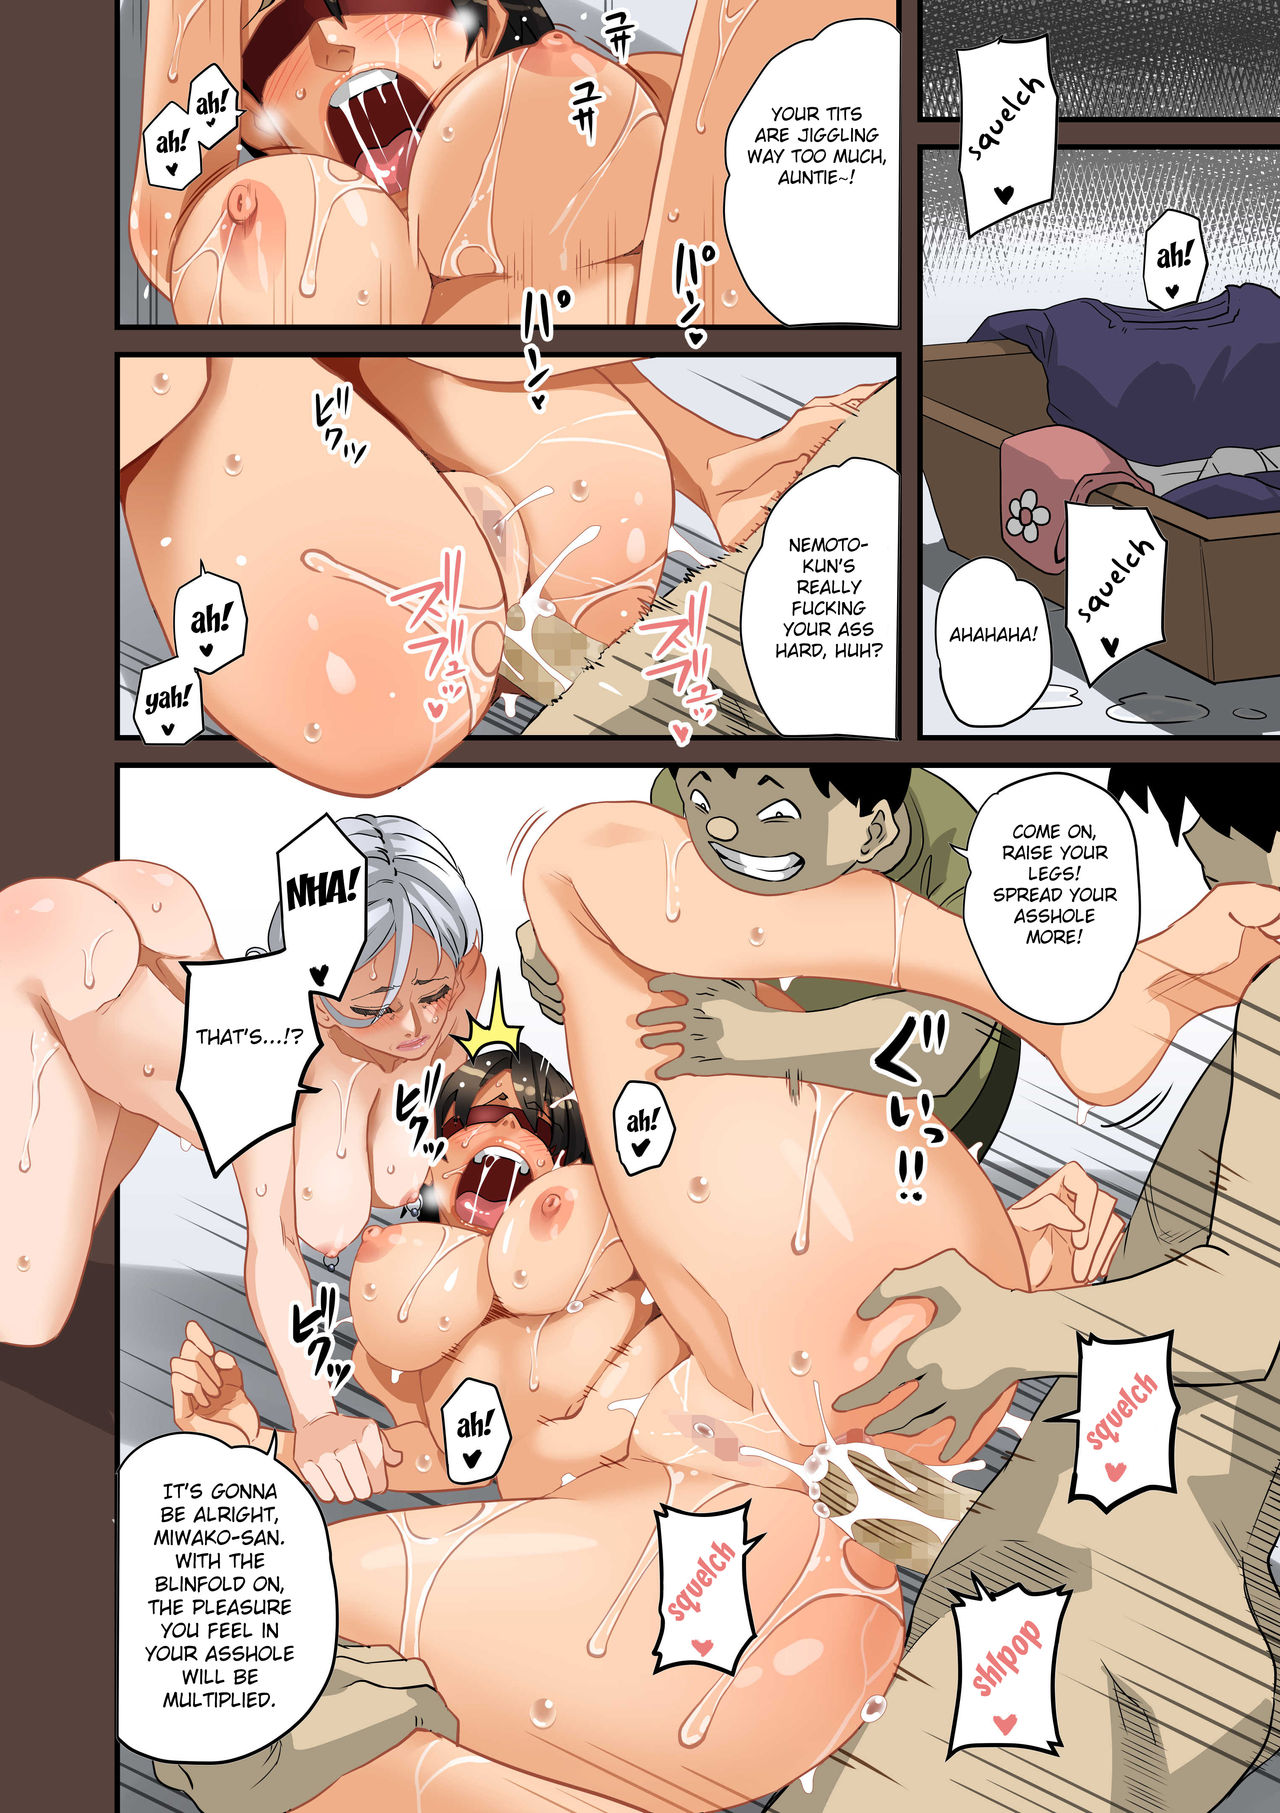 squelch
ah!
squelch
AHAHAHA!
YOUR TITS
ARE JIGGLING
WAY TOO MUCH,
AUNTIE~!
ah!
ah!
ユサ
ユサ
パン
パン
NEMOTO-
KUN'S
REALLY
FUCKING
YOUR ASS
HARD, HUH?
ビクッ
ah!
yah!
COME ON,
RAISE YOUR
LEGS!
SPREAD YOUR
ASSHOLE
MORE!
NHA!
THAT'S...!?
ぐいっ!!
ah!
ビクッ
ビクッ
ah!
squelch
squelch
shlpop
IT'S GONNA
BE ALRIGHT,
MIWAKO-SAN.
WITH THE
BLINFOLD ON,
THE PLEASURE
YOU FEEL IN
YOUR ASSHOLE
WILL BE
MULTIPLIED.